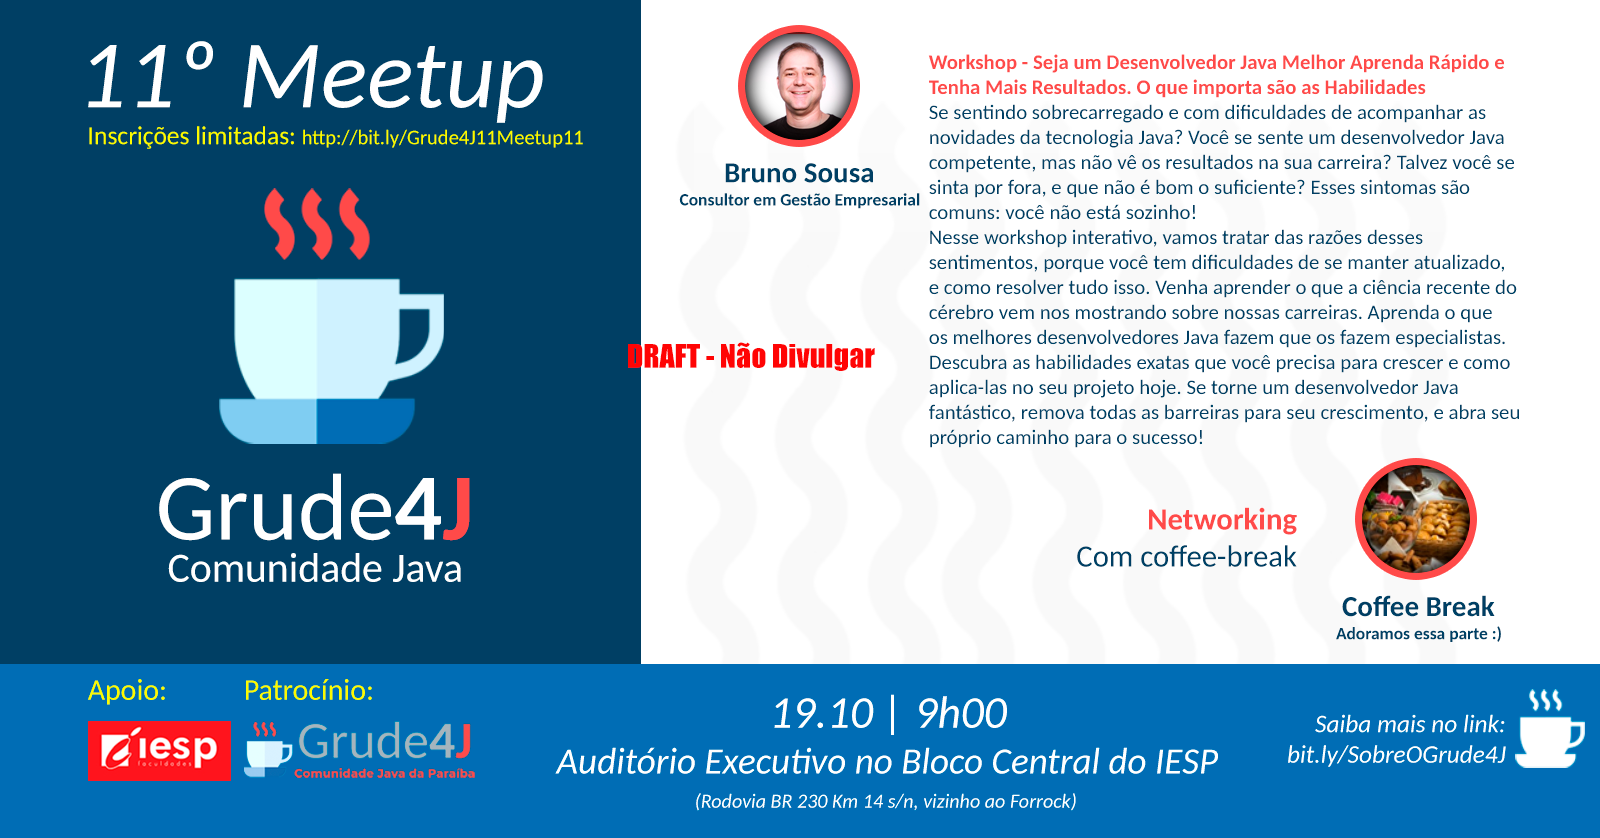 11º Meetup
Inscrições limitadas: http://bit.ly/Grude4J11Meetup11
Grude4J
Comunidade Java
Bruno Sousa
Consultor em Gestão Empresarial
DRAFT - Não Divulgar
Workshop - Seja um Desenvolvedor Java Melhor Aprenda Rápido e
Tenha Mais Resultados. O que importa são as Habilidades
Se sentindo sobrecarregado e com dificuldades de acompanhar as
novidades da tecnologia Java? Você se sente um desenvolvedor Java
competente, mas não vê os resultados na sua carreira? Talvez você se
sinta por fora, e que não é bom o suficiente? Esses sintomas são
comuns: você não está sozinho!
Nesse workshop interativo, vamos tratar das razões desses
sentimentos, porque você tem dificuldades de se manter atualizado,
e como resolver tudo isso. Venha aprender o que a ciência recente do
cérebro vem nos mostrando sobre nossas carreiras. Aprenda o que
os melhores desenvolvedores Java fazem que os fazem especialistas.
Descubra as habilidades exatas que você precisa para crescer e como
aplica-las no seu projeto hoje. Se torne um desenvolvedor Java
fantástico, remova todas as barreiras para seu crescimento, e abra seu
próprio caminho para o sucesso!
Networking
Com coffee-break
Coffee Break
Adoramos essa parte :)
Apoio:
iesp
faculdades
Patrocínio:
Grude4J
Comunidade Java da Paraíba
19.10 | 9h00
Auditório Executivo no Bloco Central do IESP
(Rodovia BR 230 Km 14 s/n, vizinho ao Forrock)
Saiba mais no link:
bit.ly/SobreOGrude4J